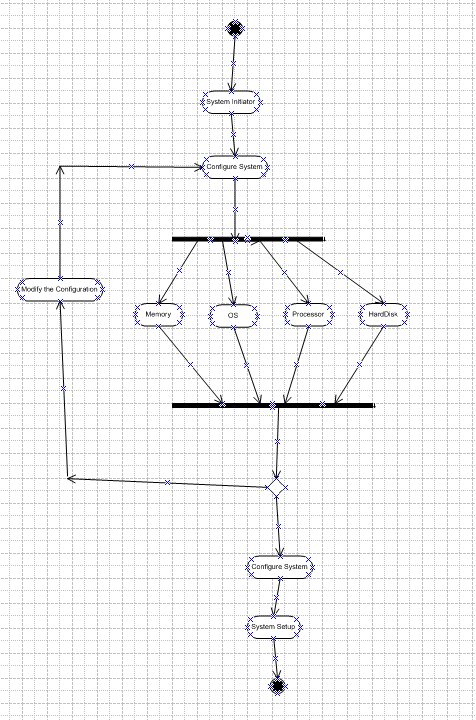 System Initiator
Configure System
Modify the Configuration
Memory
OS
Processor
HardDisk
Configure System
System Setup